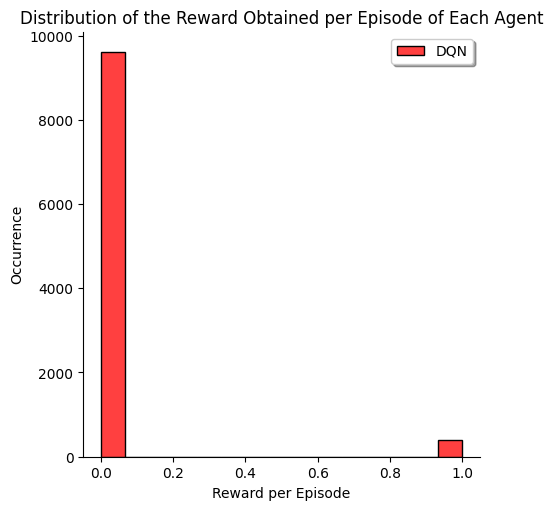 Distribution of the Reward Obtained per Episode of Each Agent
10000
8000
6000
4000
2000
0
Occurrence
DQN
0.0 0.2 0.4 0.6 0.8 1.0
Reward per Episode